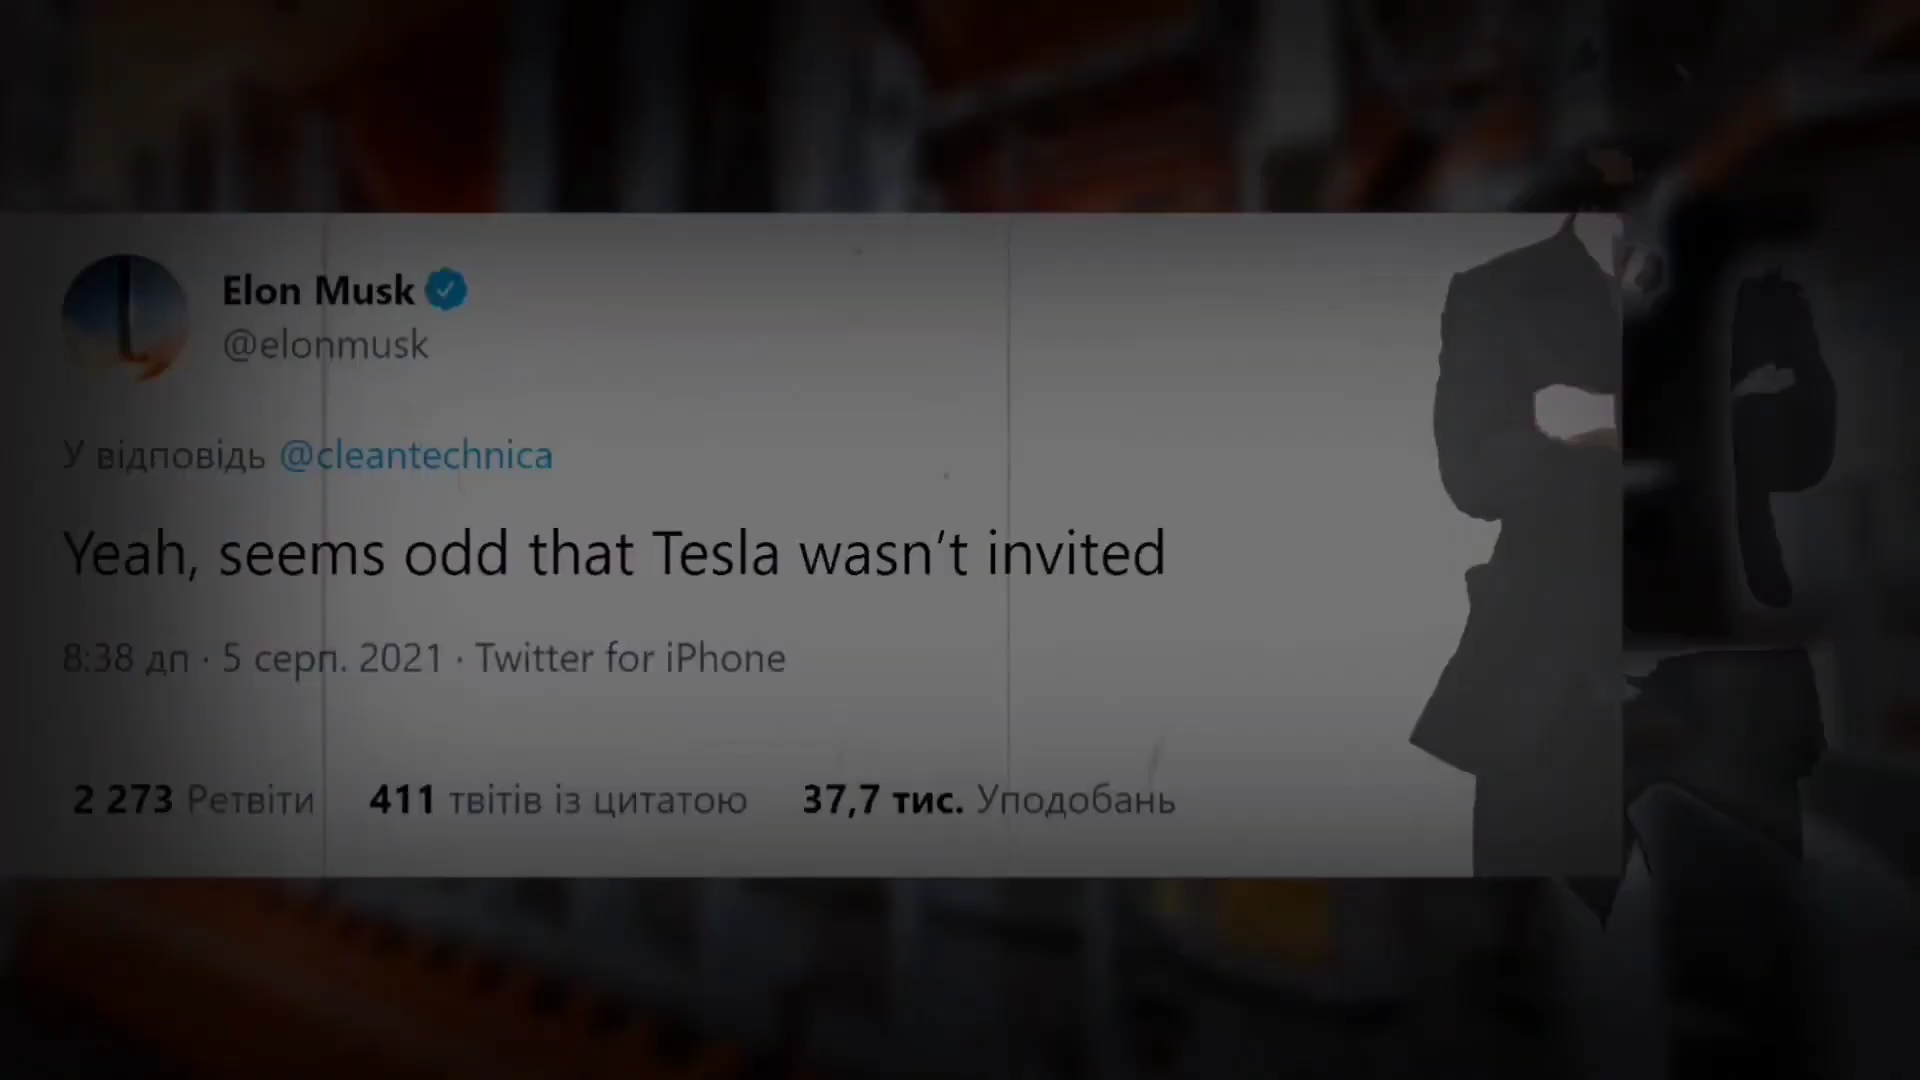 Elon Musk
@elonmusk
У відповідь @cleantechnica
Yeah, seems odd that Tesla wasn't invited
8:38 дп · 5 серп. 2021 · Twitter for iPhone
2 273 Ретвіти 411 твітів із цитатою 37,7 тис. Уподобань